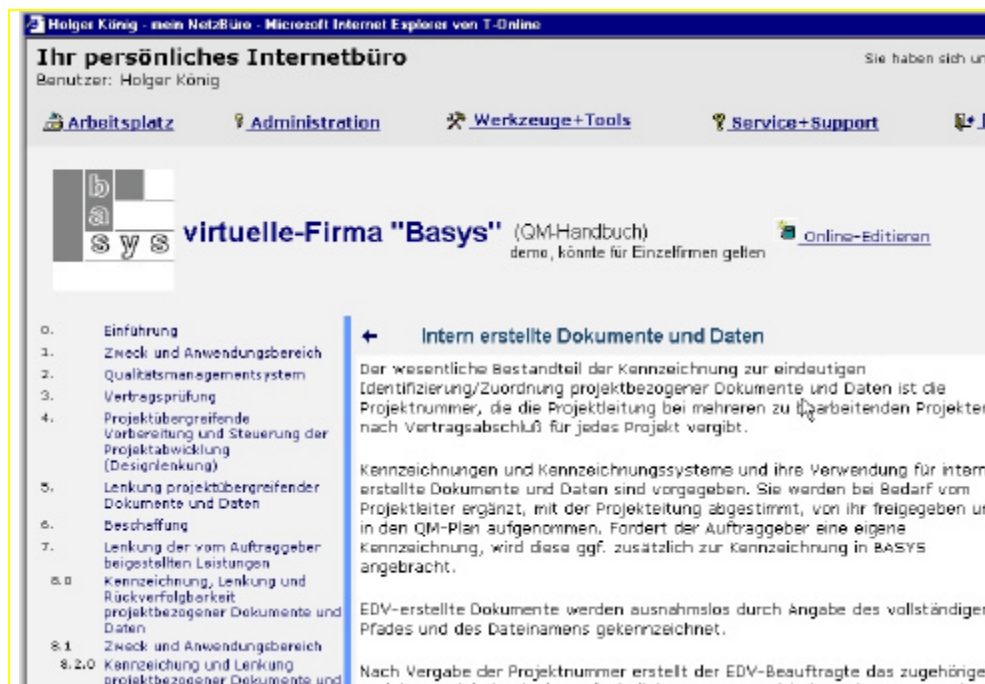 Holger König - mein NetzBüro - Microsoft Internet Explorer von T-Online
Ihr persönliches Internetbüro
Sie haben sich
Benutzer: Holger König
Arbeitsplatz Administration Werkzeuge+Tools Service+Support
basys
virtuelle-Firma "Basys" (QM-Handbuch)
demo, könnte für Einzelfirmen gelten
Online-Editieren
0. Einführung
1. Zweck und Anwendungsbereich
2. Qualitätsmanagementsystem
3. Vertragsprüfung
4. Projektübergreifende
Vorbereitung und Steuerung der
Projektabwicklung
(Designlenkung)
5. Lenkung projektübergreifender
Dokumente und Daten
6. Beschaffung
7. Lenkung der vom Auftraggeber
beigestellten Leistungen
8.0 Kennzeichnung, Lenkung und
Rückverfolgbarkeit
projektbezogener Dokumente und
Daten
8.1 Zweck und Anwendungsbereich
8.2.0 Kennzeichung und Lenkung
projektbezogener Dokumente und
Intern erstellte Dokumente und Daten
Der wesentliche Bestandteil der Kennzeichnung zur eindeutigen
Identifizierung/Zuordnung projektbezogener Dokumente und Daten ist die
Projektnummer, die die Projektleitung bei mehreren zu bearbeitenden Projekten
nach Vertragsabschluß für jedes Projekt vergibt.
Kennzeichnungen und Kennzeichnungssysteme und ihre Verwendung für intern
erstellte Dokumente und Daten sind vorgegeben. Sie werden bei Bedarf vom
Projektleiter ergänzt, mit der Projekteitung abgestimmt, von ihr freigegeben
in den QM-Plan aufgenommen. Fordert der Auftraggeber eine eigene
Kennzeichnung, wird diese ggf. zusätzlich zur Kennzeichnung in BASYS
angebracht.
EDV-erstellte Dokumente werden ausnahmslos durch Angabe des vollständigen
Pfades und des Dateinamens gekennzeichnet.
Nach Vergabe der Projektnummer erstellt der EDV-Beauftragte das zugehörige